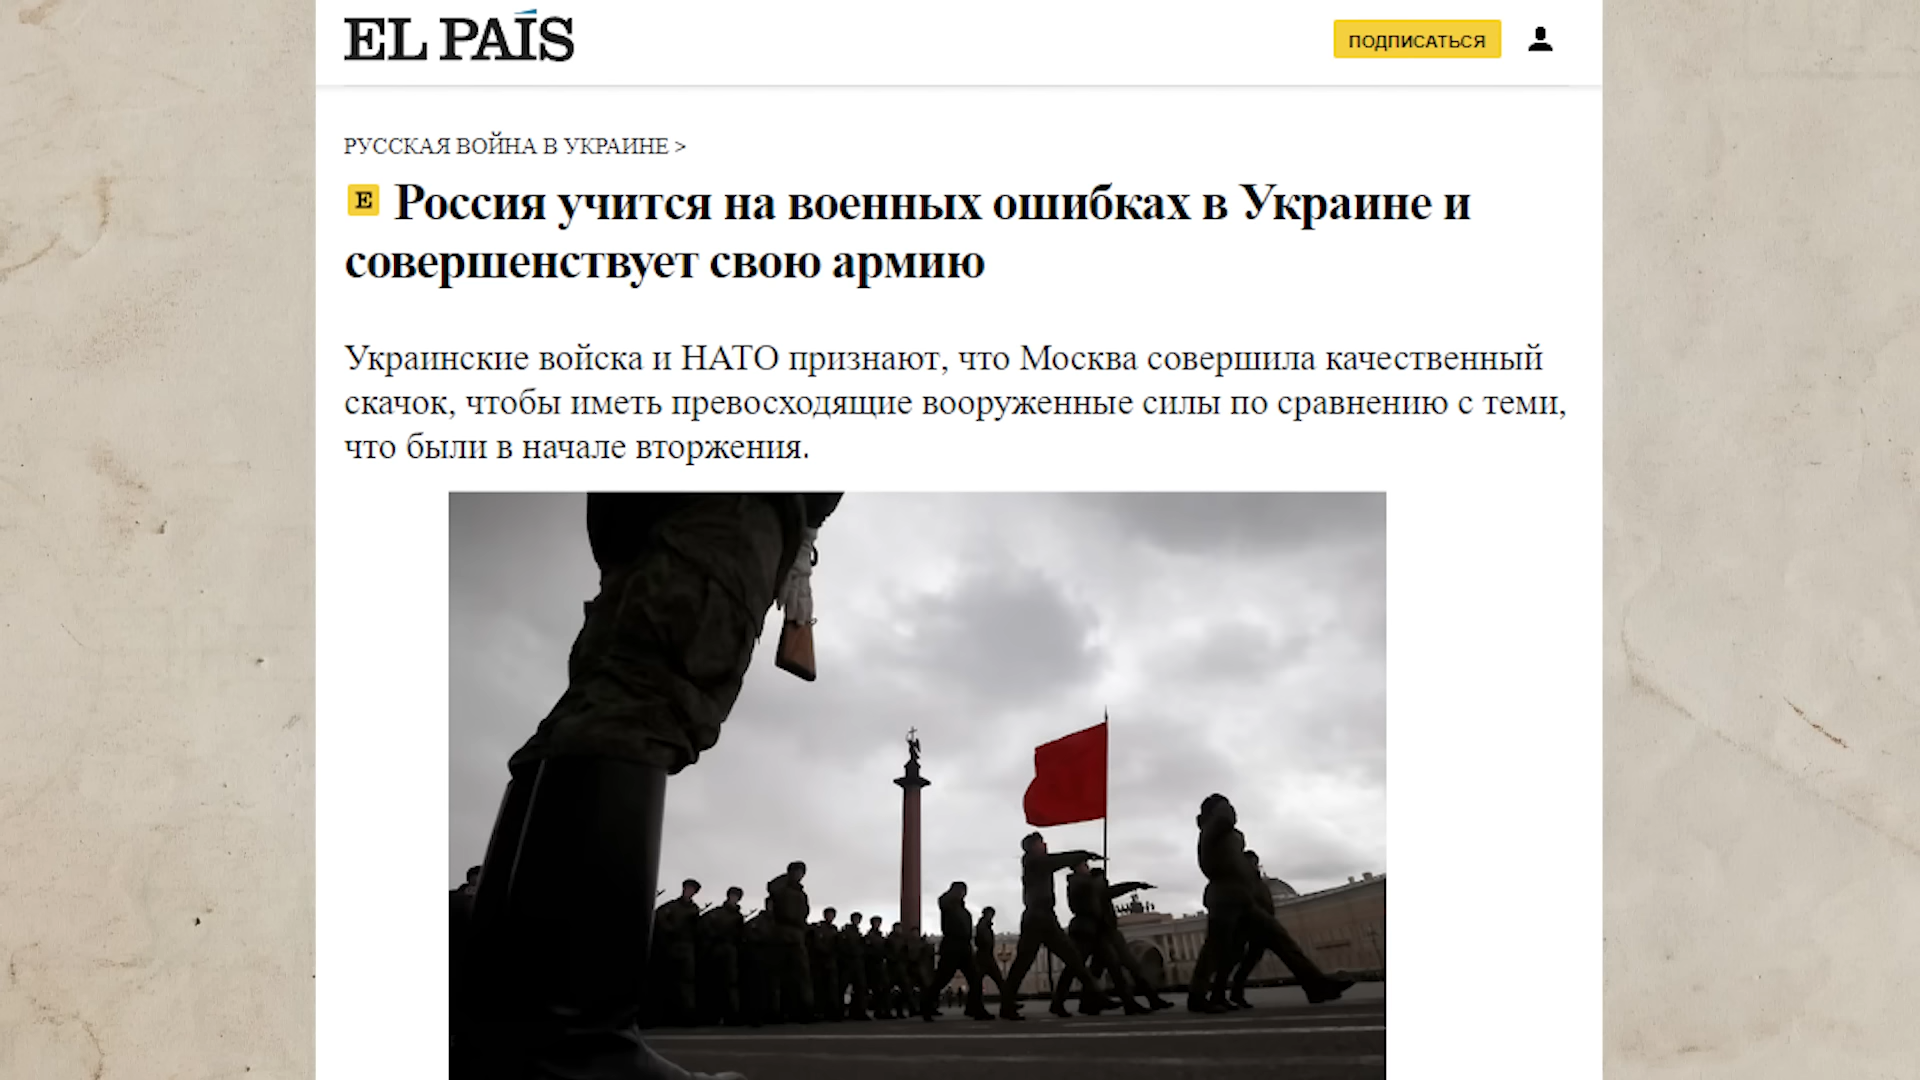 EL PAÍS
ПОДПИСАТЬСЯ
РУССКАЯ ВОЙНА В УКРАИНЕ >
E Россия учится на военных ошибках в Украине и
совершенствует свою армию
Украинские войска и НАТО признают, что Москва совершила качественный
скачок, чтобы иметь превосходящие вооруженные силы по сравнению с теми,
что были в начале вторжения.